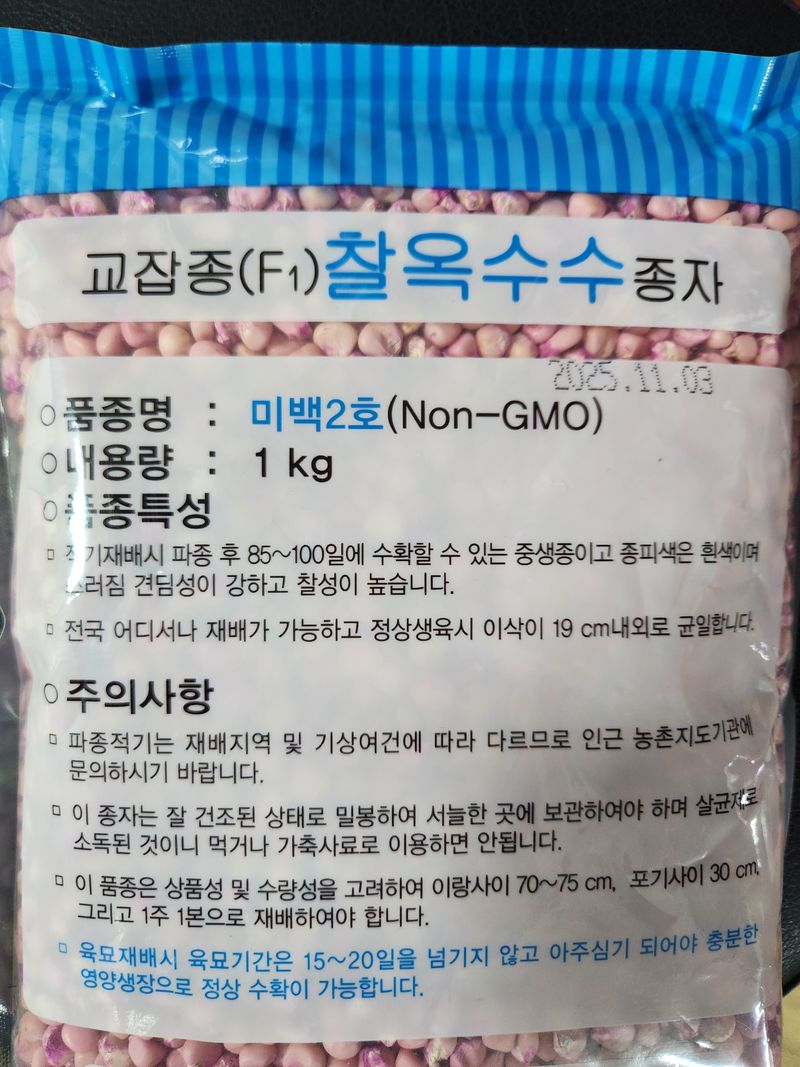 교잡종(F₁)찰옥수수종자
2025.11.03
○ 품종명 : 미백2호(Non-GMO)
○ 내용량 : 1 kg
○ 품종특성
□ 적기재배시 파종 후 85~100일에 수확할 수 있는 중생종이고 종피색은 흰색이며
쓰러짐 견딤성이 강하고 찰성이 높습니다.
□ 전국 어디서나 재배가 가능하고 정상생육시 이삭이 19 cm내외로 균일합니다.
○ 주의사항
□ 파종적기는 재배지역 및 기상여건에 따라 다르므로 인근 농촌지도기관에
문의하시기 바랍니다.
□ 이 종자는 잘 건조된 상태로 밀봉하여 서늘한 곳에 보관하여야 하며 살균제로
소독된 것이니 먹거나 가축사료로 이용하면 안됩니다.
□ 이 품종은 상품성 및 수량성을 고려하여 이랑사이 70~75 cm, 포기사이 30 cm,
그리고 1주 1본으로 재배하여야 합니다.
□ 육묘재배시 육묘기간은 15~20일을 넘기지 않고 아주심기 되어야 충분한
영양생장으로 정상 수확이 가능합니다.